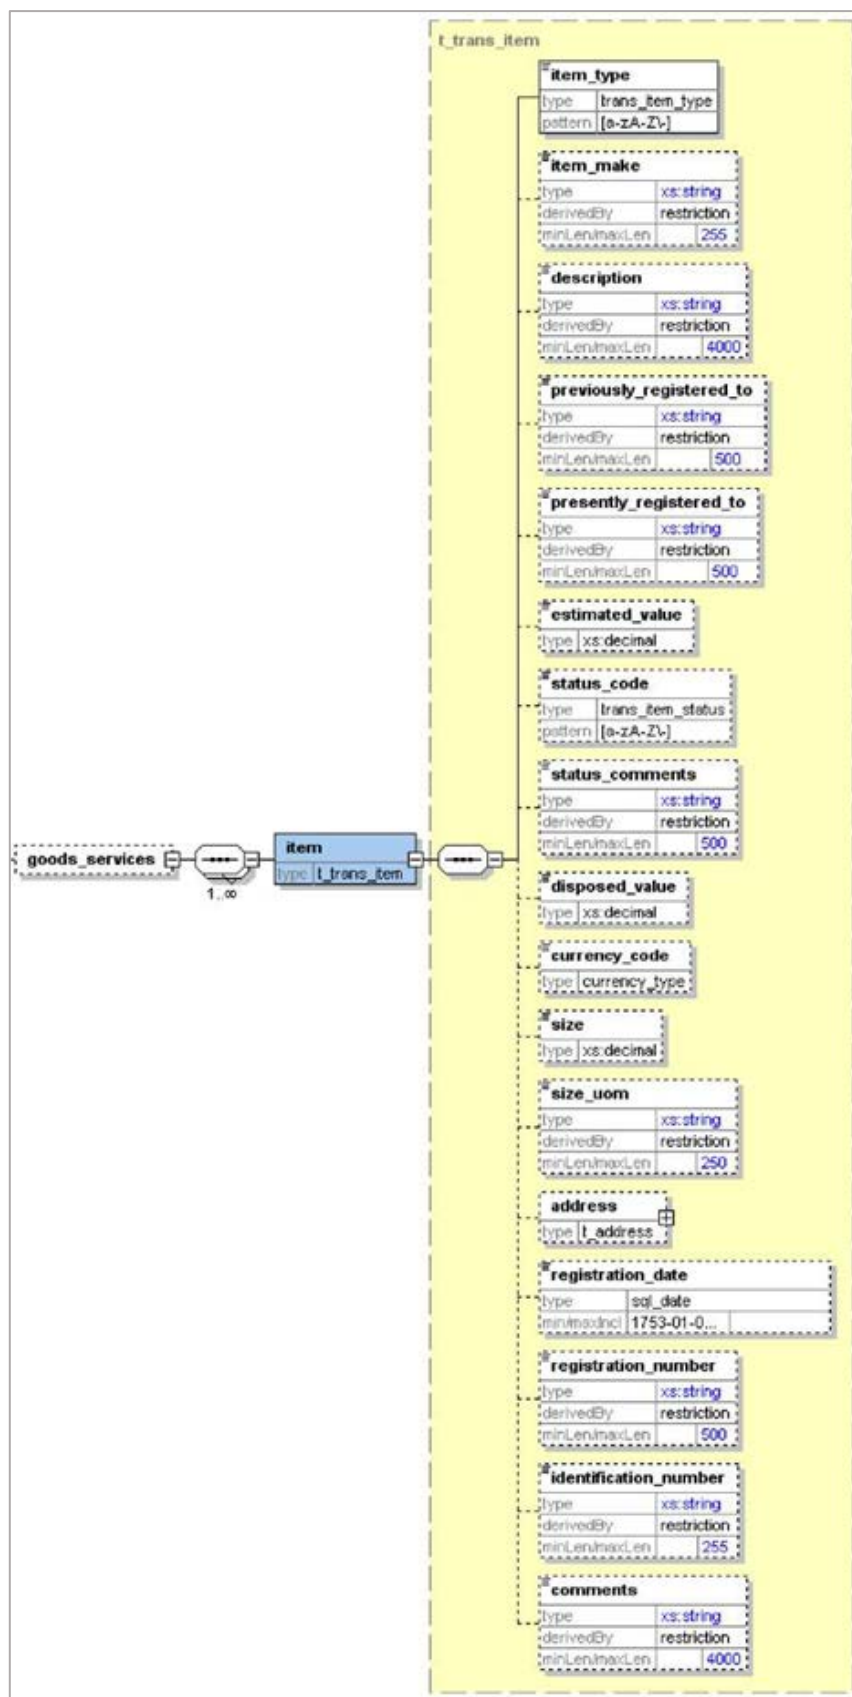 t_trans_item
item_type
type trans_item_type
pattern [a-zA-Z\-]
item_make
type xs:string
derivedBy restriction
minLen/maxLen 255
description
type xs:string
derivedBy restriction
minLen/maxLen 4000
previously_registered_to
type xs:string
derivedBy restriction
minLen/maxLen 500
presently_registered_to
type xs:string
derivedBy restriction
minLen/maxLen 500
estimated_value
type xs:decimal
status_code
type trans_item_status
pattern [a-zA-Z\-]
status_comments
type xs:string
derivedBy restriction
minLen/maxLen 500
goods_services
1..∞
item
type t_trans_item
disposed_value
type xs:decimal
currency_code
type currency_type
size
type xs:decimal
size_uom
type xs:string
derivedBy restriction
minLen/maxLen 250
address
type t_address
registration_date
type sql_date
min/maxIncl 1753-01-0...
registration_number
type xs:string
derivedBy restriction
minLen/maxLen 500
identification_number
type xs:string
derivedBy restriction
minLen/maxLen 255
comments
type xs:string
derivedBy restriction
minLen/maxLen 4000